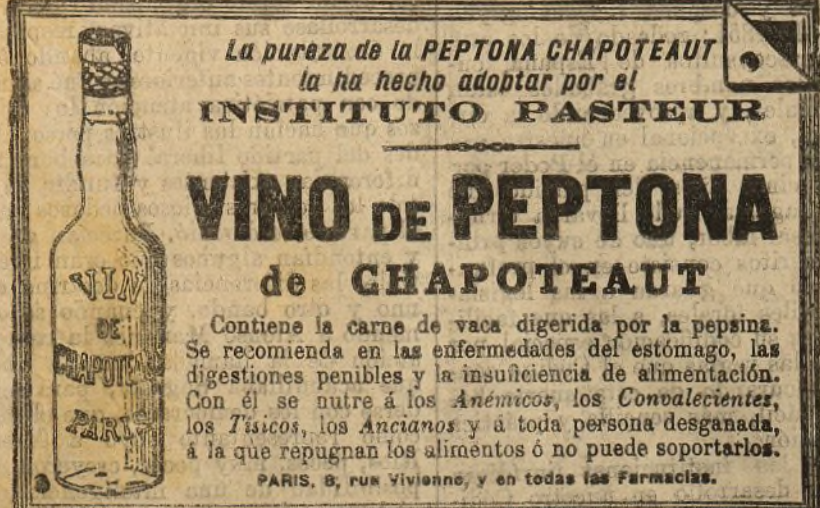 La pureza de la PEPTONA CHAPOTEAUT
la ha hecho adoptar por el
INSTITUTO PASTEUR
VINO DE PEPTONA
de CHAPOTEAUT
Contiene la carne de vaca digerida por la pepsina.
Se recomienda en las enfermedades del estómago, las
digestiones penibles y la insuficiencia de alimentación.
Con él se nutre á los Anémicos, los Convalecientes,
los Tísicos, los Ancianos y á toda persona desganada,
á la que repugnan los alimentos ó no puede soportarlos.
PARIS, 8, rue Vivienne, y en todas las Farmacias.
VIN
DE
CHAPOTEAUT
PARIS